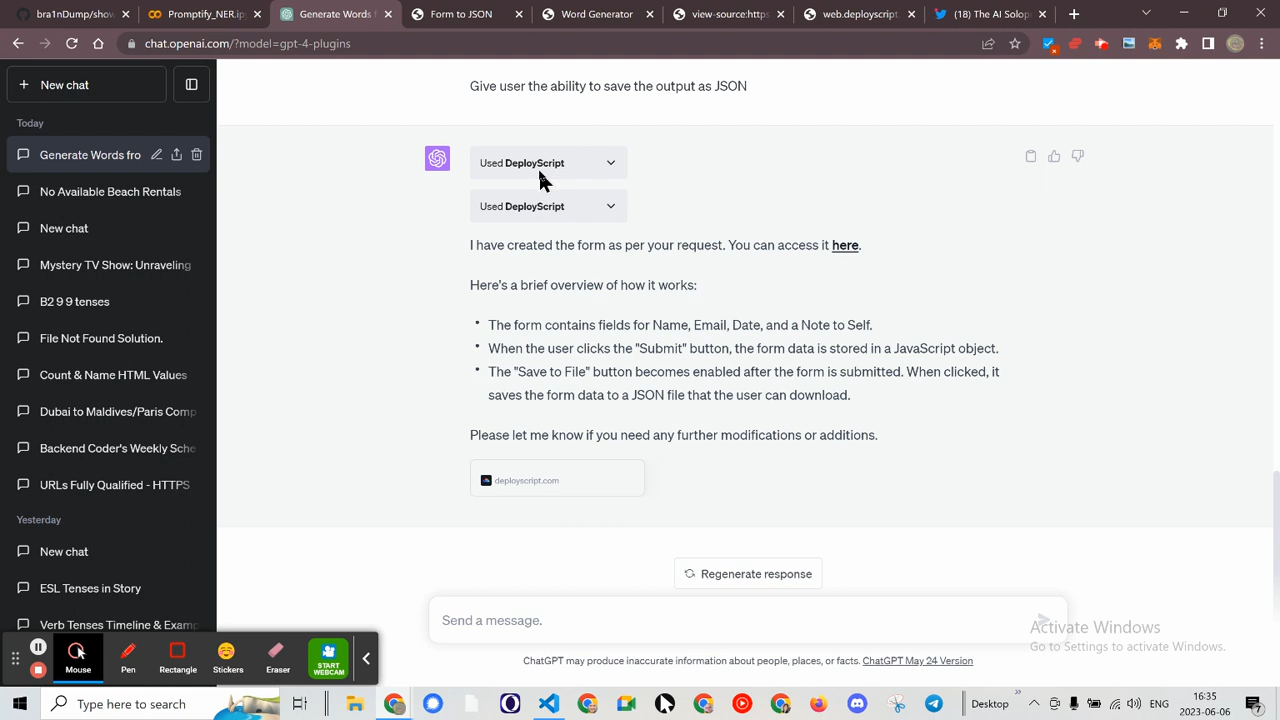 bra1Dump/s
Promptify_NER.ip
Generate Words f
Form JSON
Word Generator
view-source:http
web.deployscript.
(18) The AI Solop
chat.openai.com/?model=gpt-4-plugins
New chat
Give user the ability to save the output as JSON
Today
Generate Words fro
Used DeployScript
No Available Beach Rentals
Used DeployScript
New chat
I have created the form as per your request. You can access it here.
Mystery TV Show: Unraveling
Here's a brief overview of how it works:
B2 9 9 tenses
The form contains fields for Name, Email, Date, and a Note to Self.
File Not Found Solution.
When the user clicks the "Submit" button, the form data is stored in a JavaScript object.
Count & Name HTML Values
The "Save to File" button becomes enabled after the form is submitted. When clicked, it
saves the form data to a JSON file that the user can download.
Dubai to Maldives/Paris Comp
Please let me know if you need any further modifications or additions.
Backend Coder's Weekly Sche
deployscript.com
URLs Fully Qualified - HTTPS
Yesterday
New chat
Regenerate response
ESL Tenses in Story
Send a message.
Verb Tenses Timeline & Examp
Activate Windows
Go to Settings to activate Windows.
Mouse
Pen
Rectangle
Stickers
Eraser
START
WEBCAM
ChatGPT may produce inaccurate information about people, places, or facts. ChatGPT May 24 Version
Type here to search
Desktop
ENG
16:35
2023-06-06